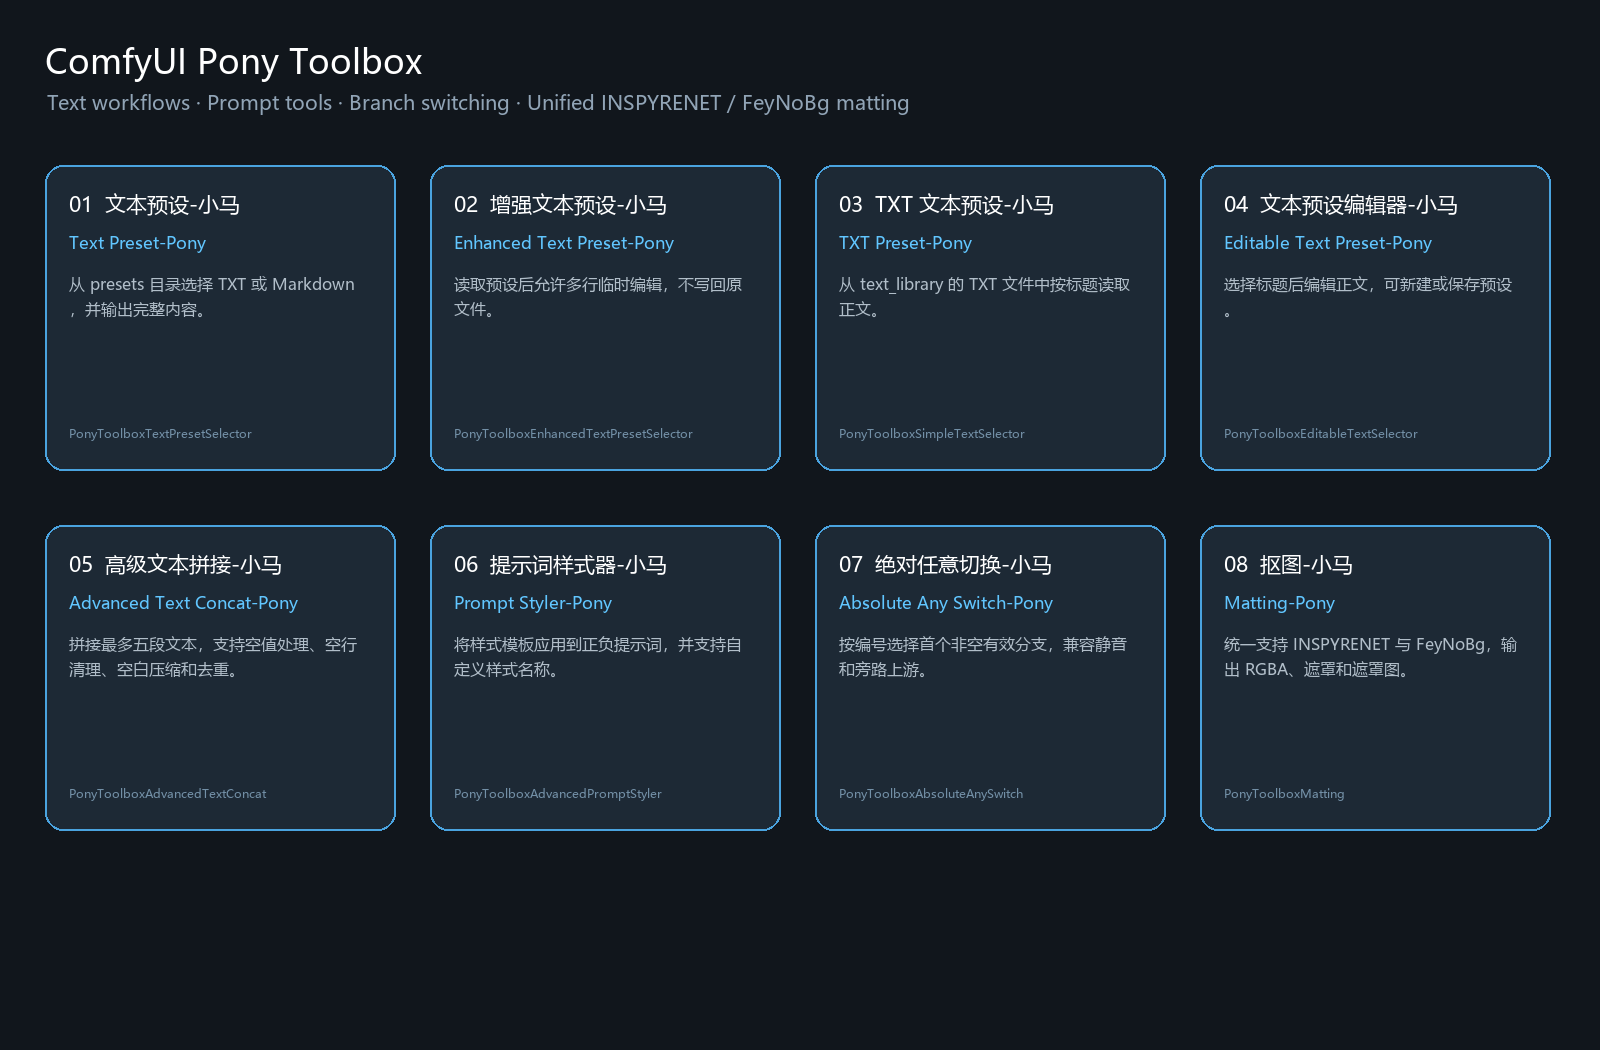 ComfyUI Pony Toolbox
Text workflows · Prompt tools · Branch switching · Unified INSPYRENET / FeyNoBg matting
01 文本预设-小马
Text Preset-Pony
从 presets 目录选择 TXT 或 Markdown
，并输出完整内容。
PonyToolboxTextPresetSelector
02 增强文本预设-小马
Enhanced Text Preset-Pony
读取预设后允许多行临时编辑，不写回原
文件。
PonyToolboxEnhancedTextPresetSelector
03 TXT 文本预设-小马
TXT Preset-Pony
从 text_library 的 TXT 文件中按标题读取
正文。
PonyToolboxSimpleTextSelector
04 文本预设编辑器-小马
Editable Text Preset-Pony
选择标题后编辑正文，可新建或保存预设
。
PonyToolboxEditableTextSelector
05 高级文本拼接-小马
Advanced Text Concat-Pony
拼接最多五段文本，支持空值处理、空行
清理、空白压缩和去重。
PonyToolboxAdvancedTextConcat
06 提示词样式器-小马
Prompt Styler-Pony
将样式模板应用到正负提示词，并支持自
定义样式名称。
PonyToolboxAdvancedPromptStyler
07 绝对任意切换-小马
Absolute Any Switch-Pony
按编号选择首个非空有效分支，兼容静音
和旁路上游。
PonyToolboxAbsoluteAnySwitch
08 抠图-小马
Matting-Pony
统一支持 INSPYRENET 与 FeyNoBg，输
出 RGBA、遮罩和遮罩图。
PonyToolboxMatting